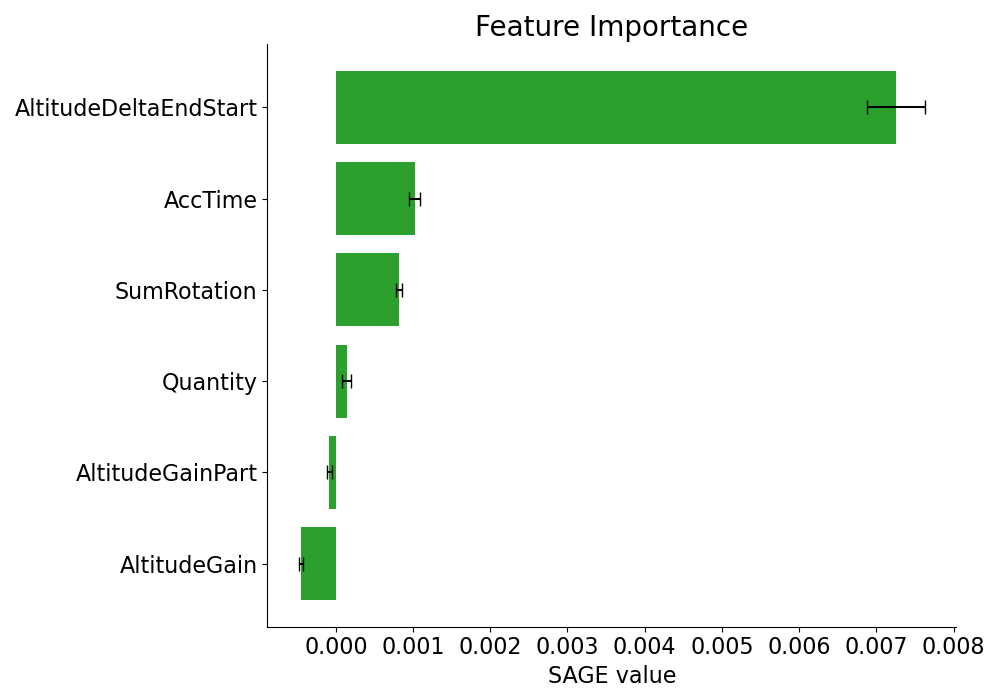 Feature Importance
AltitudeDeltaEndStart
AccTime
SumRotation
Quantity
AltitudeGainPart
AltitudeGain
0.000 0.001 0.002 0.003 0.004 0.005 0.006 0.007 0.008
SAGE value